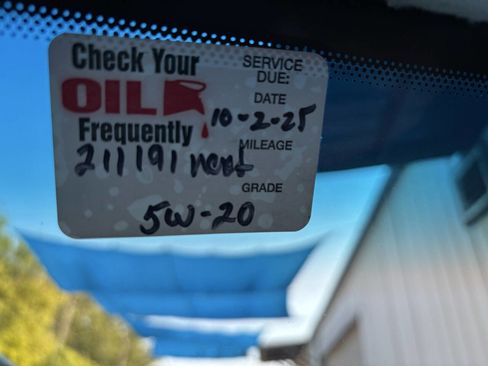 Check Your
OIL
Frequently
SERVICE
DUE:
DATE
10-2-25
MILEAGE
211191 next
GRADE
5W-20